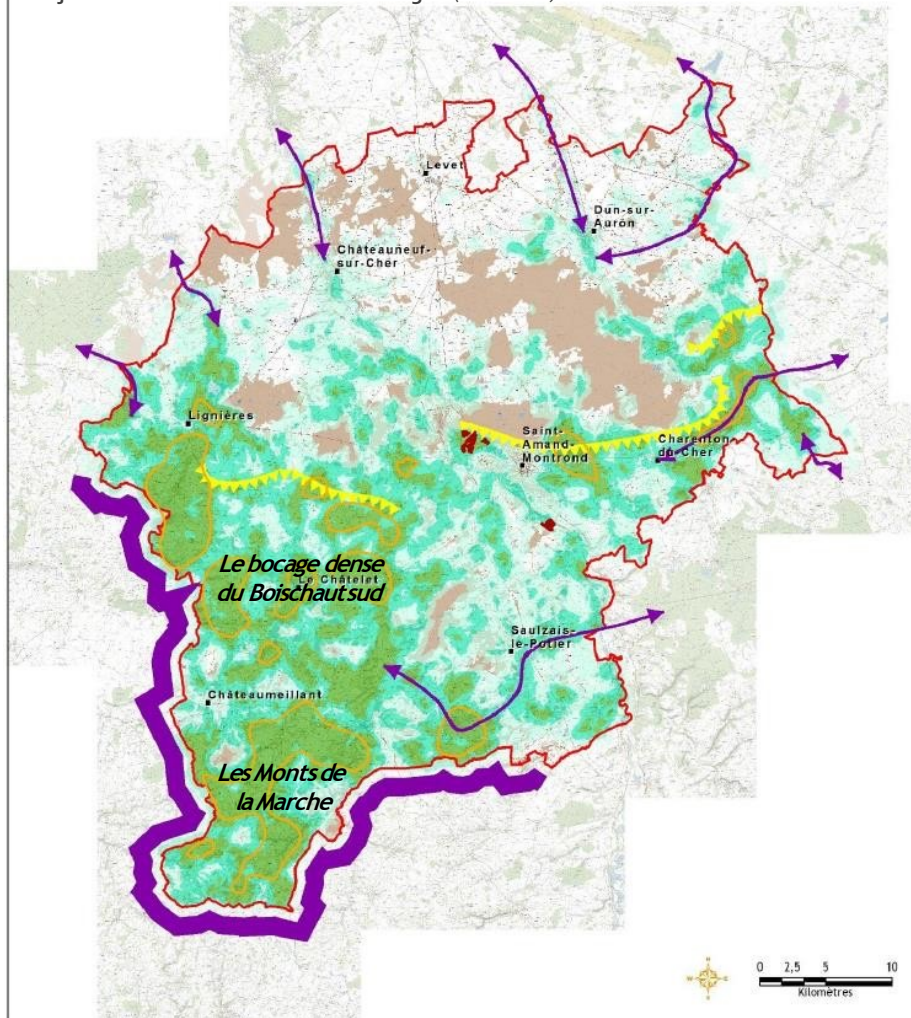 Levet
Dun-sur-
Auron
Châteauneuf-
sur-Cher
Lignières
Saint-
Amand-
Montrond
Charenton-
du-Cher
Le bocage dense
du Boischaut sud
Le Châtelet
Saulzais-
le-Potier
Châteaumeillant
Les Monts de
la Marche
N
W E
S
0 2,5 5 10
Kilomètres